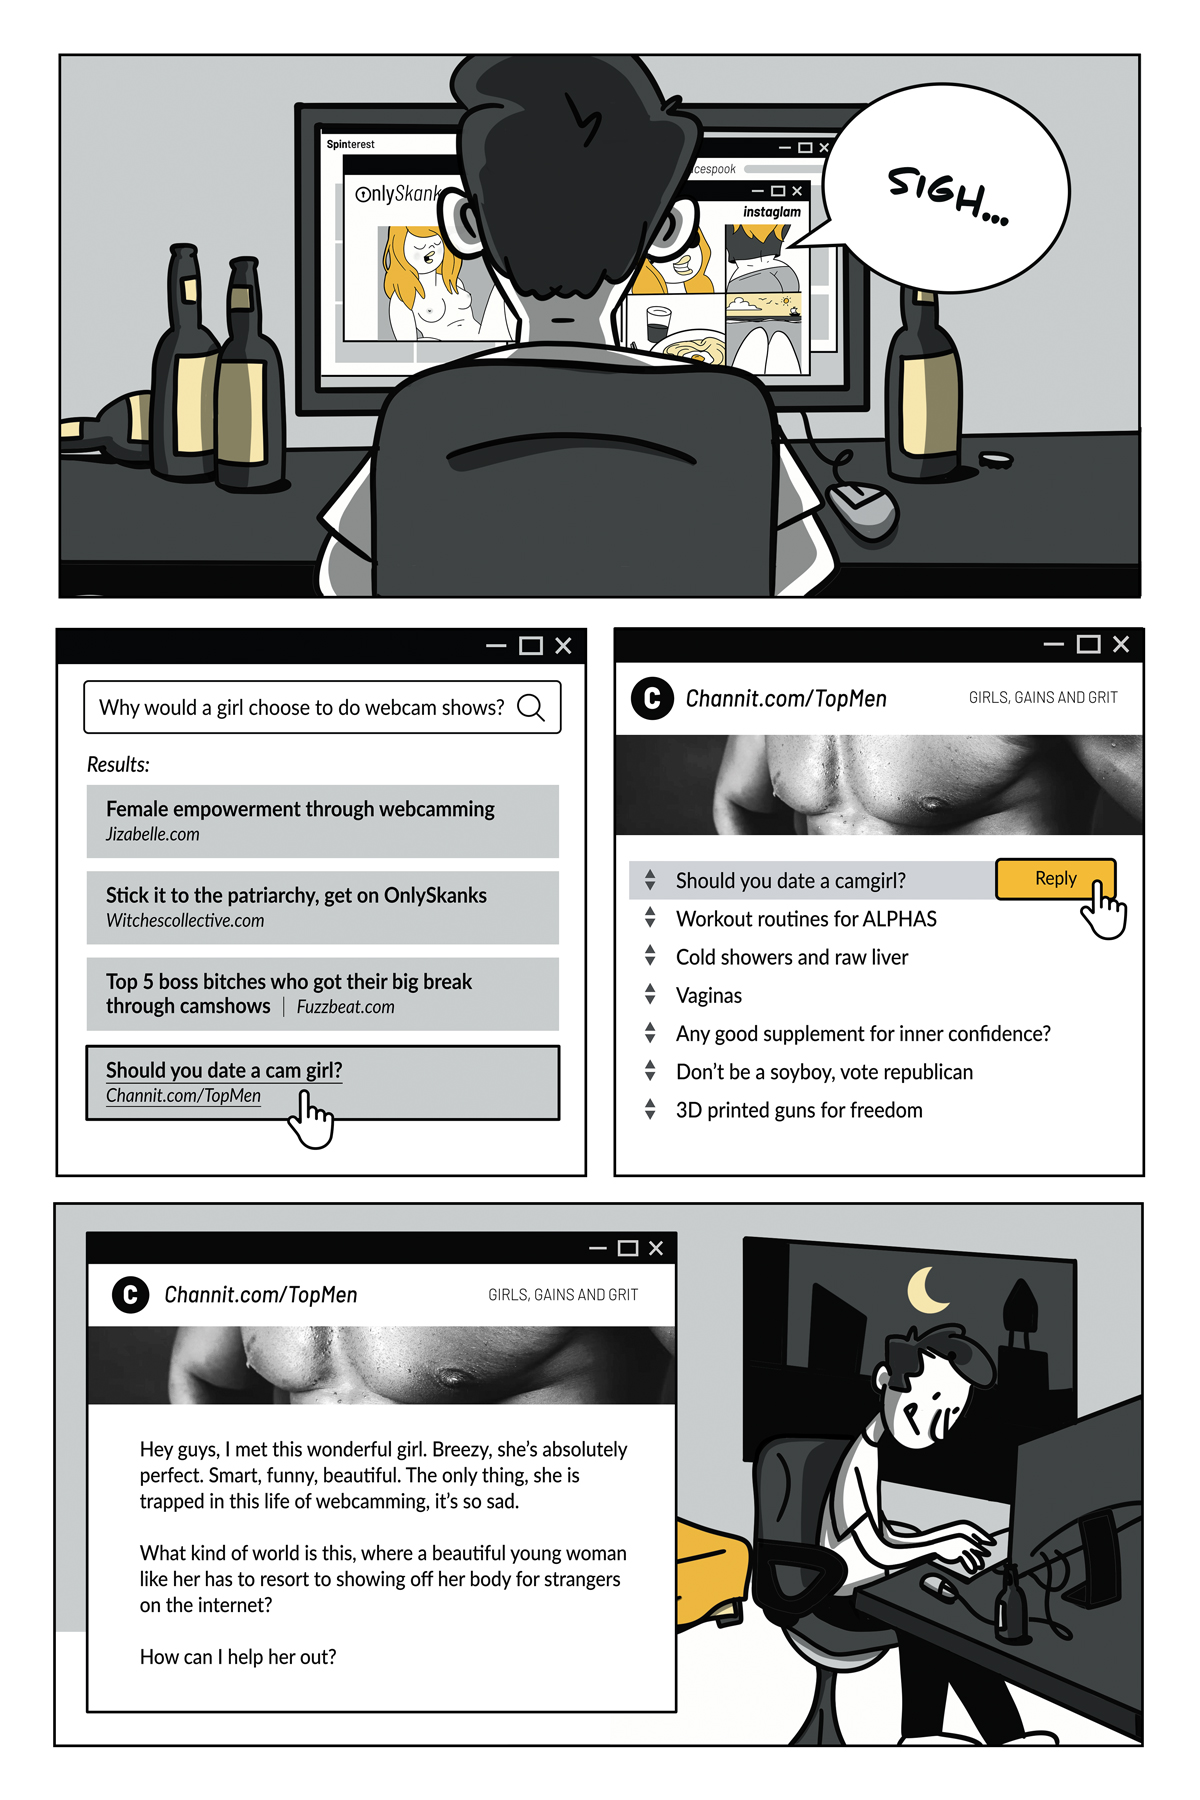 Spinterest
OnlySkank
cespook
instaglam
SIGH...
Why would a girl choose to do webcam shows?
Results:
Female empowerment through webcamming
Jizabelle.com
Stick it to the patriarchy, get on OnlySkanks
Witchescollective.com
Top 5 boss bitches who got their big break
through camshows | Fuzzbeat.com
Should you date a cam girl?
Channit.com/TopMen
C Channit.com/TopMen GIRLS, GAINS AND GRIT
Should you date a camgirl? Reply
Workout routines for ALPHAS
Cold showers and raw liver
Vaginas
Any good supplement for inner confidence?
Don't be a soyboy, vote republican
3D printed guns for freedom
C Channit.com/TopMen GIRLS, GAINS AND GRIT
Hey guys, I met this wonderful girl. Breezy, she's absolutely
perfect. Smart, funny, beautiful. The only thing, she is
trapped in this life of webcamming, it's so sad.
What kind of world is this, where a beautiful young woman
like her has to resort to showing off her body for strangers
on the internet?
How can I help her out?